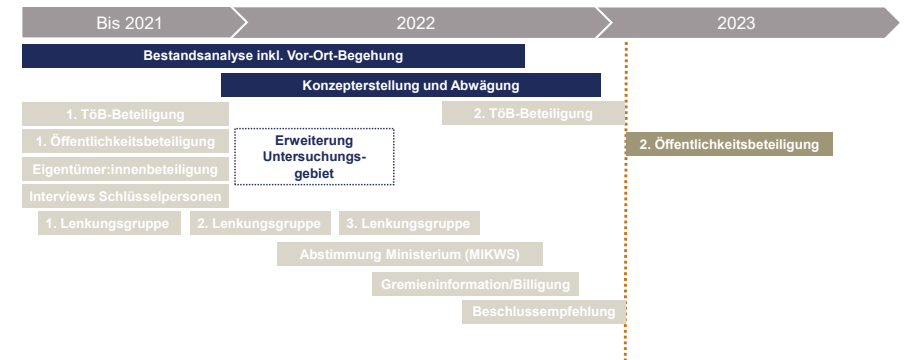 Bis 2021
2022
2023
Bestandsanalyse inkl. Vor-Ort-Begehung
Konzepterstellung und Abwägung
1. TöB-Beteiligung
2. TöB-Beteiligung
1. Öffentlichkeitsbeteiligung
Erweiterung
Untersuchungs-
gebiet
2. Öffentlichkeitsbeteiligung
Eigentümer:innenbeteiligung
Interviews Schlüsselpersonen
1. Lenkungsgruppe
2. Lenkungsgruppe
3. Lenkungsgruppe
Abstimmung Ministerium (MIKWS)
Gremieninformation/Billigung
Beschlussempfehlung